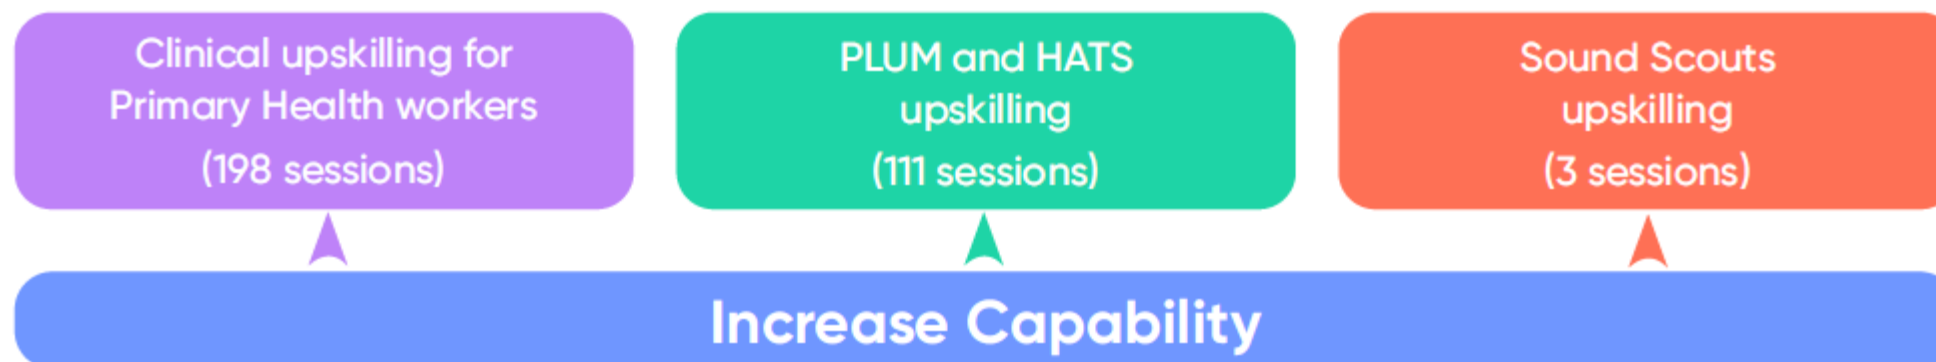 Clinical upskilling for
Primary Health workers
(198 sessions)
PLUM and HATS
upskilling
(111 sessions)
Sound Scouts
upskilling
(3 sessions)
Increase Capability